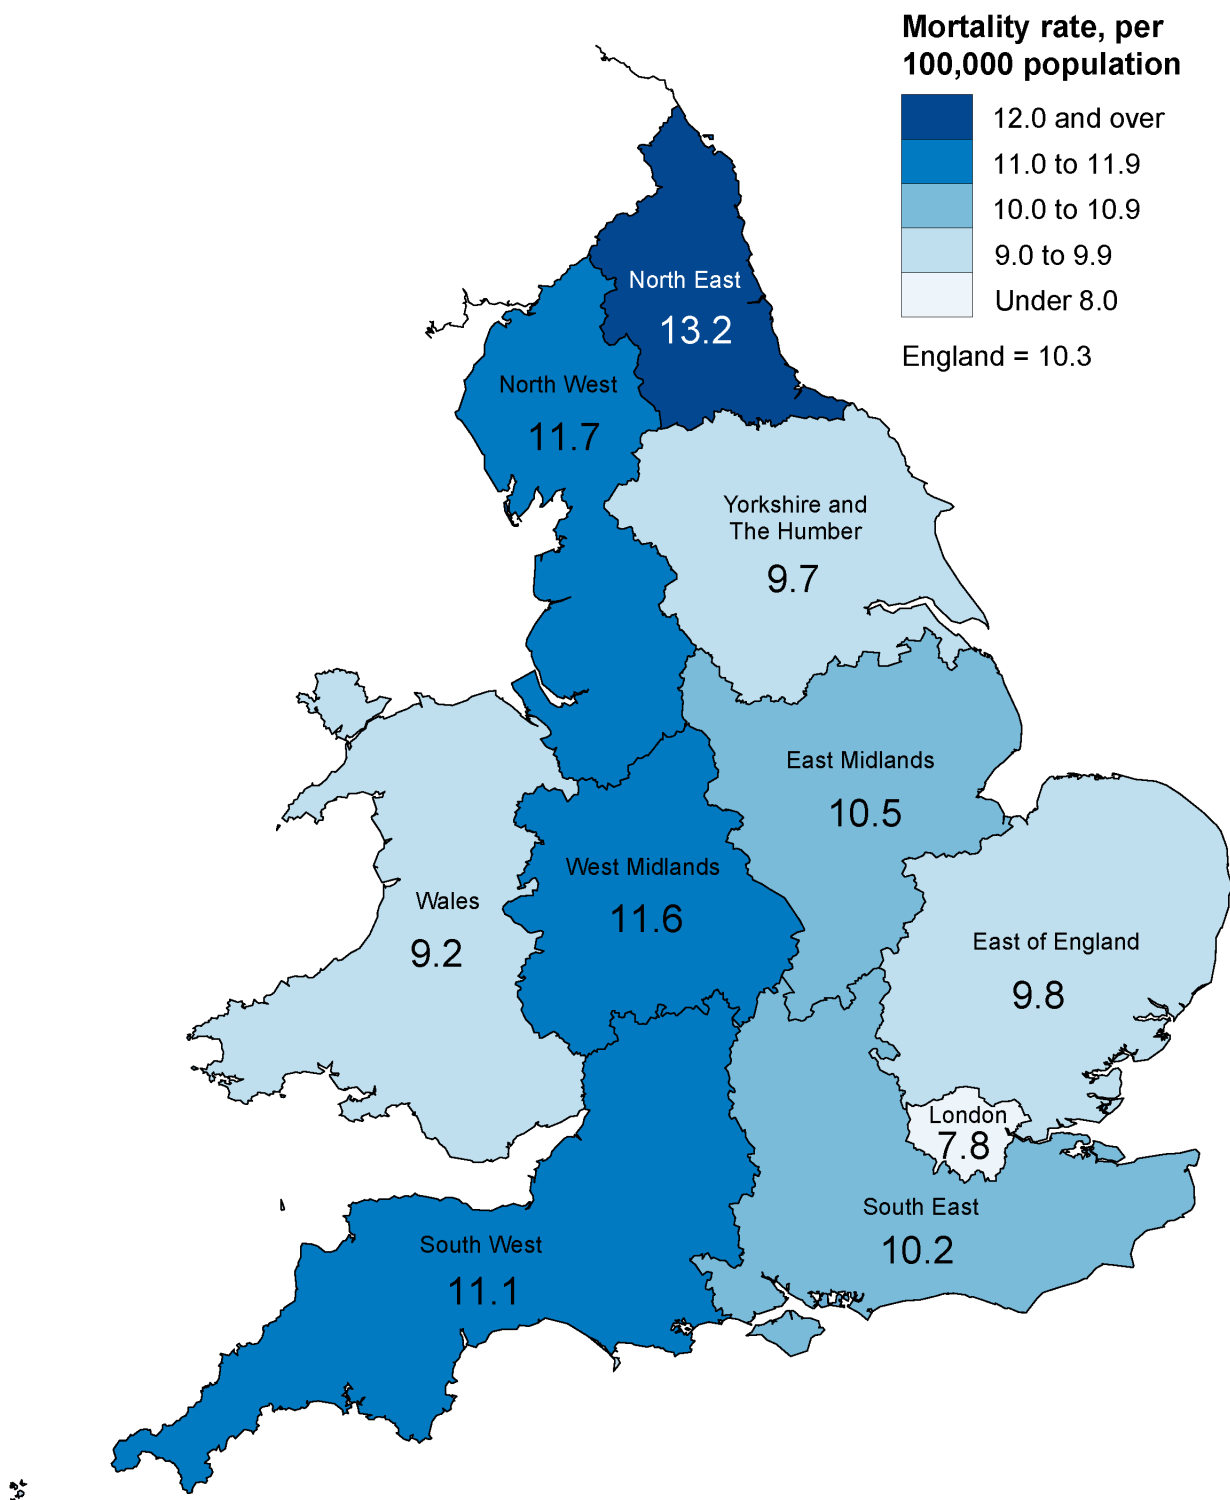 Mortality rate, per
100,000 population
12.0 and over
11.0 to 11.9
10.0 to 10.9
9.0 to 9.9
Under 8.0
England = 10.3
North East
13.2
North West
11.7
Yorkshire and
The Humber
9.7
East Midlands
10.5
West Midlands
11.6
Wales
9.2
East of England
9.8
London
7.8
South East
10.2
South West
11.1